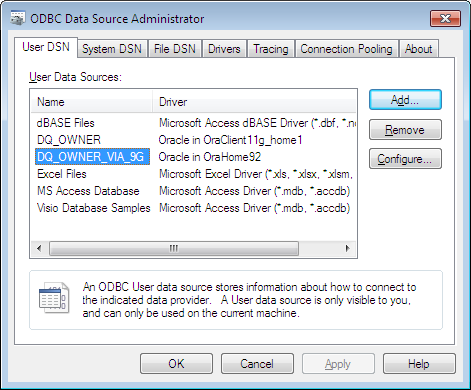 ODBC Data Source Administrator
User DSN System DSN File DSN Drivers Tracing Connection Pooling About
User Data Sources:
Name Driver
dBASE Files Microsoft Access dBASE Driver (*.dbf, *.n
DQ_OWNER Oracle in OraClient11g_home1
DQ_OWNER_VIA_9G Oracle in OraHome92
Excel Files Microsoft Excel Driver (*.xls, *.xlsx, *.xlsm,
MS Access Database Microsoft Access Driver (*.mdb, *.accdb)
Visio Database Samples Microsoft Access Driver (*.mdb, *.accdb)
Add...
Remove
Configure...
An ODBC User data source stores information about how to connect to
the indicated data provider. A User data source is only visible to you,
and can only be used on the current machine.
OK Cancel Apply Help